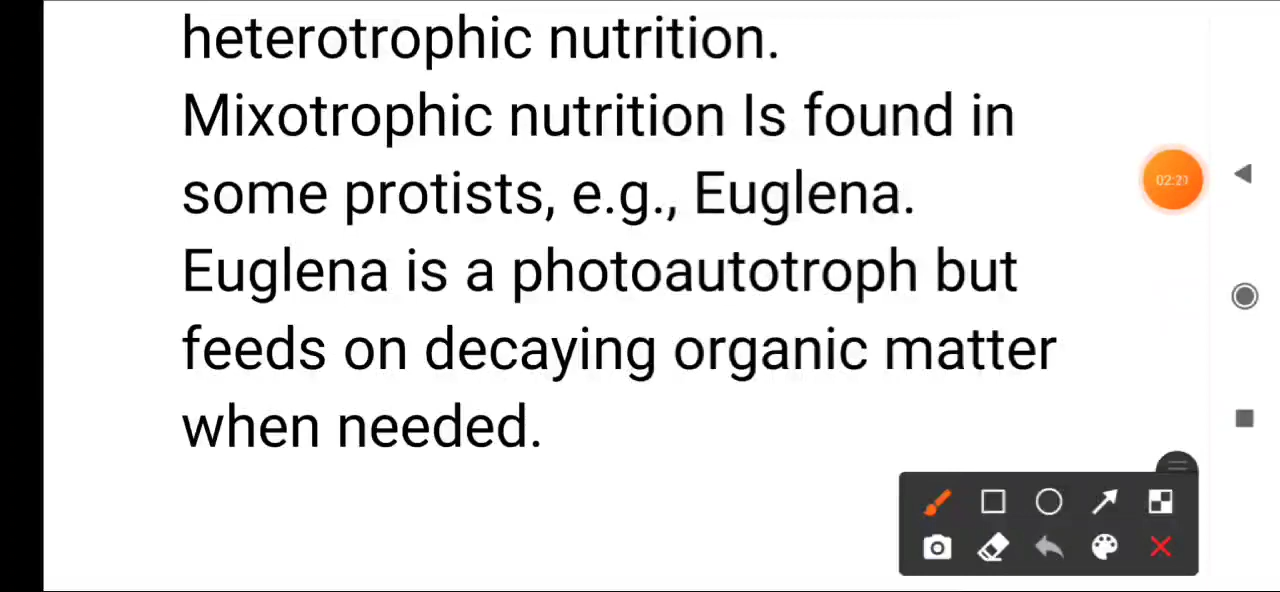 heterotrophic nutrition.
Mixotrophic nutrition Is found in
some protists, e.g., Euglena.
Euglena is a photoautotroph but
feeds on decaying organic matter
when needed.
02:21